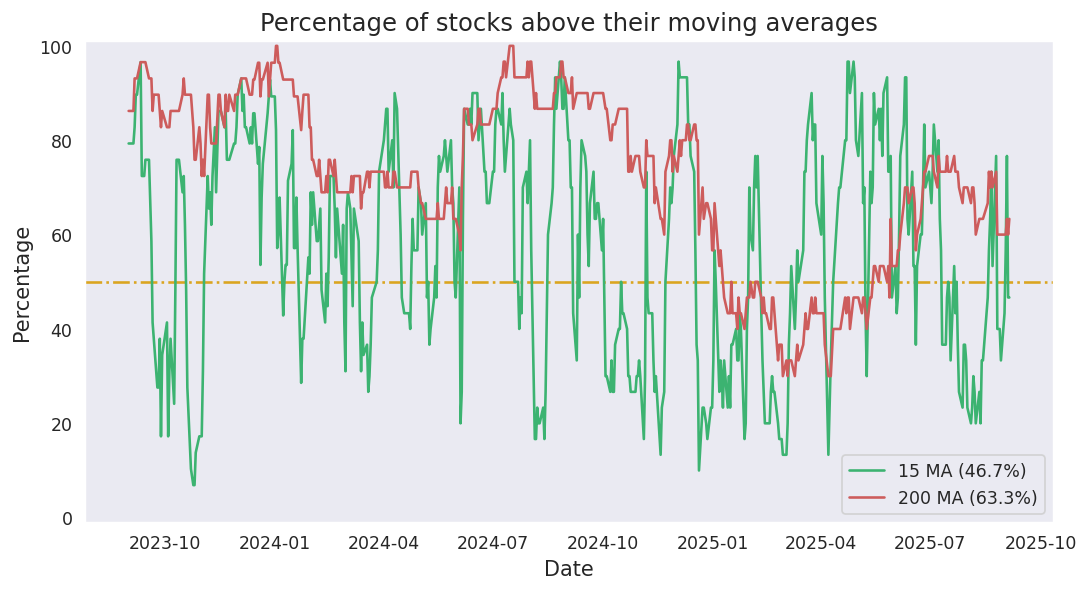 Percentage of stocks above their moving averages
Percentage
100
80
60
40
20
0
15 MA (46.7%)
200 MA (63.3%)
2023-10 2024-01 2024-04 2024-07 2024-10 2025-01 2025-04 2025-07 2025-10
Date